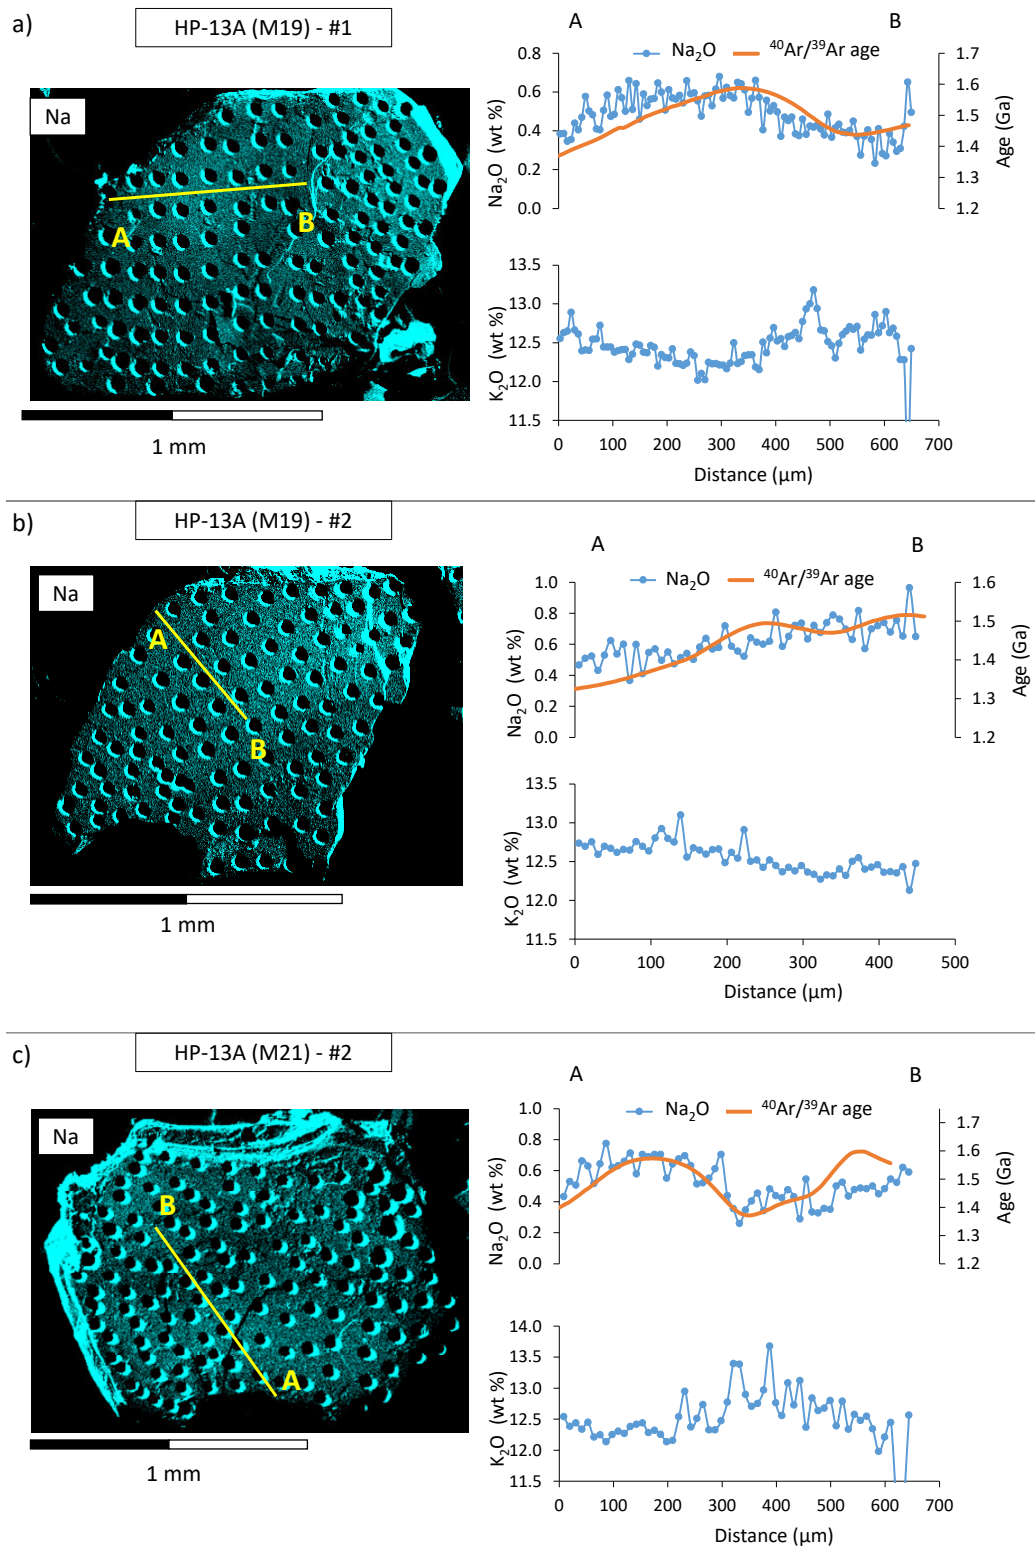 a)
HP-13A (M19) - #1
A B
Na
Na₂O ⁴⁰Ar/³⁹Ar age
0.8
0.6
0.4
0.2
0.0
Na₂O (wt %)
1.7
1.6
1.5
1.4
1.3
1.2
Age (Ga)
A
B
13.5
13.0
12.5
12.0
11.5
K₂O (wt %)
0 100 200 300 400 500 600 700
Distance (µm)
1 mm
b)
HP-13A (M19) - #2
A B
Na
Na₂O ⁴⁰Ar/³⁹Ar age
1.0
0.8
0.6
0.4
0.2
0.0
Na₂O (wt %)
1.6
1.5
1.4
1.3
1.2
Age (Ga)
A
B
13.5
13.0
12.5
12.0
11.5
K₂O (wt %)
0 100 200 300 400 500
Distance (µm)
1 mm
c)
HP-13A (M21) - #2
A B
Na
Na₂O ⁴⁰Ar/³⁹Ar age
1.0
0.8
0.6
0.4
0.2
0.0
Na₂O (wt %)
1.7
1.6
1.5
1.4
1.3
1.2
Age (Ga)
B
A
14.0
13.5
13.0
12.5
12.0
11.5
K₂O (wt %)
0 100 200 300 400 500 600 700
Distance (µm)
1 mm